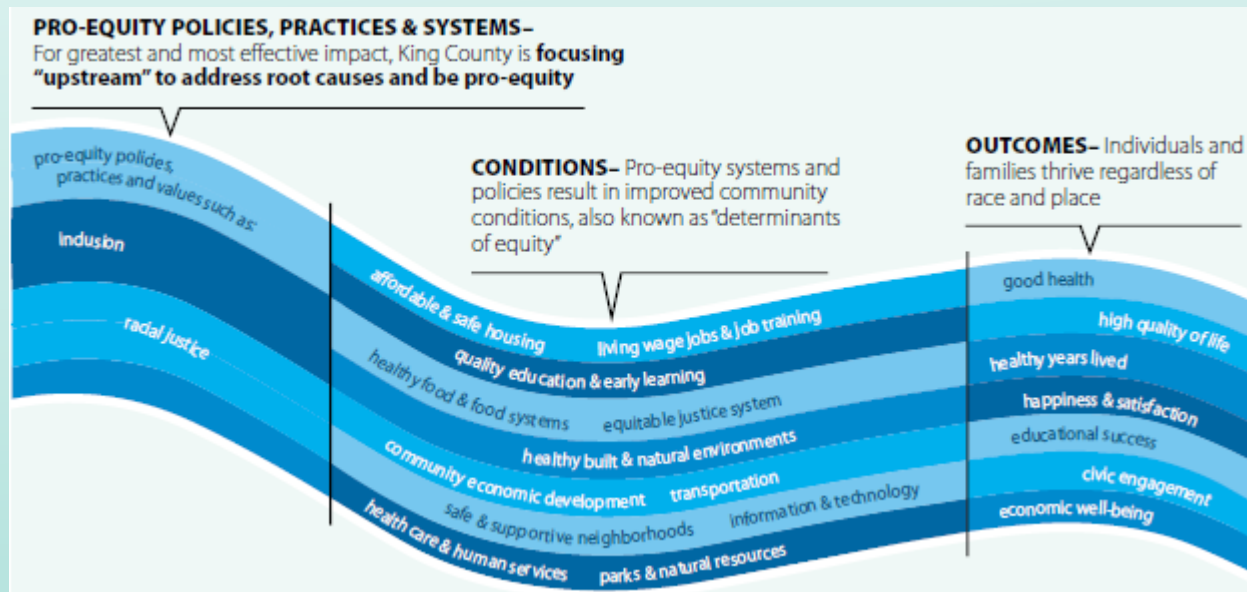 PRO-EQUITY POLICIES, PRACTICES & SYSTEMS–
For greatest and most effective impact, King County is focusing
"upstream" to address root causes and be pro-equity
pro-equity policies,
practices and values such as:
inclusion
racial justice
CONDITIONS– Pro-equity systems and
policies result in improved community
conditions, also known as "determinants
of equity"
affordable & safe housing
living wage jobs & job training
quality education & early learning
healthy food & food systems
equitable justice system
healthy built & natural environments
community economic development
transportation
safe & supportive neighborhoods
information & technology
health care & human services
parks & natural resources
OUTCOMES– Individuals and
families thrive regardless of
race and place
good health
high quality of life
healthy years lived
happiness & satisfaction
educational success
civic engagement
economic well-being